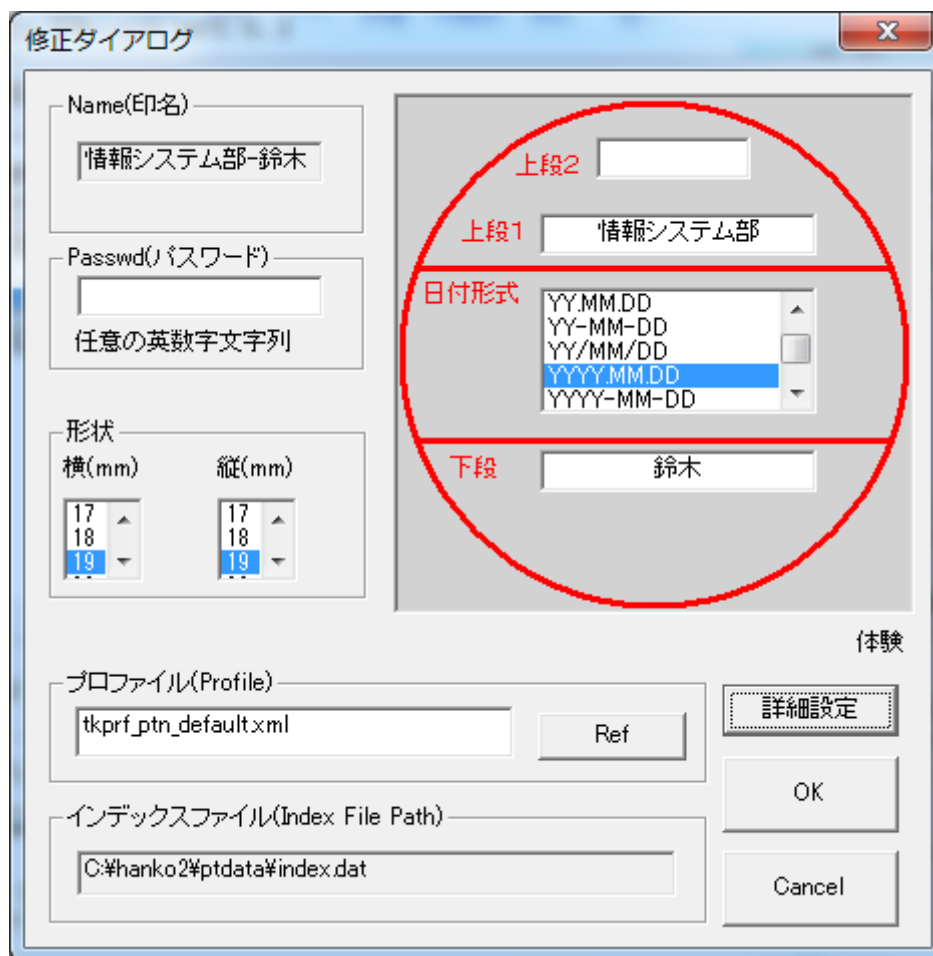 修正ダイアログ
Name(印名)
情報システム部-鈴木
Passwd(パスワード)
任意の英数字文字列
形状
横(mm)
縦(mm)
17
18
19
17
18
19
上段2
上段1
情報システム部
日付形式
YY.MM.DD
YY-MM-DD
YY/MM/DD
YYYY.MM.DD
YYYY-MM-DD
下段
鈴木
体験
プロファイル(Profile)
tkprf_ptn_default.xml
Ref
詳細設定
OK
インデックスファイル(Index File Path)
C:¥hanko2¥ptdata¥index.dat
Cancel